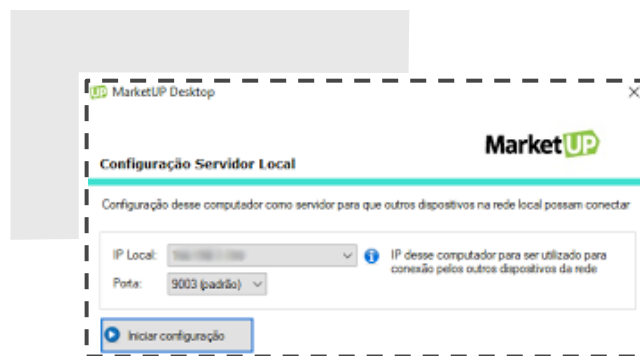 UP MarketUP Desktop
MarketUP
Configuração Servidor Local
Configuração desse computador como servidor para que outros dispositivos na rede local possam conectar
IP Local:
IP desse computador para ser utilizado para
conexão pelos outros dispositivos da rede
Porta: 9003 (padrão)
Iniciar configuração